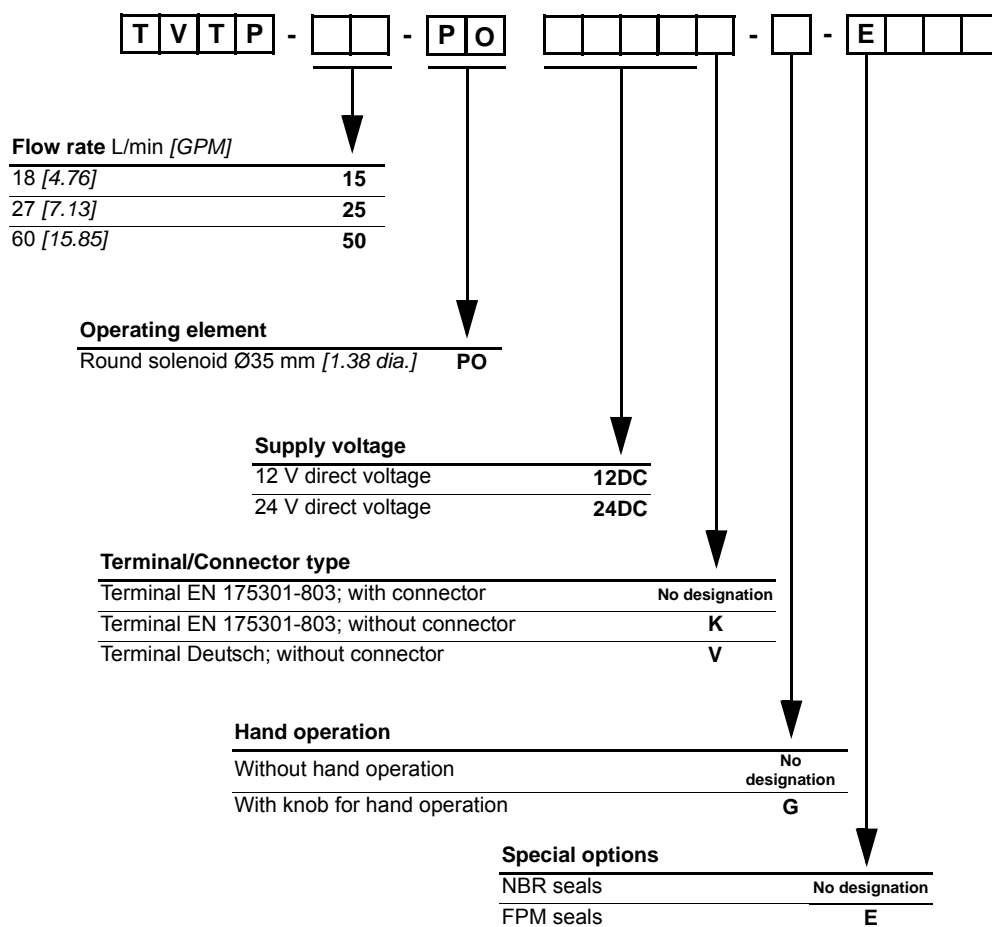 TVTP - - PO - - E
Flow rate L/min [GPM]
18 [4.76] 15
27 [7.13] 25
60 [15.85] 50
Operating element
Round solenoid Ø35 mm [1.38 dia.] PO
Supply voltage
12 V direct voltage 12DC
24 V direct voltage 24DC
Terminal/Connector type
Terminal EN 175301-803; with connector No designation
Terminal EN 175301-803; without connector K
Terminal Deutsch; without connector V
Hand operation
Without hand operation No designation
With knob for hand operation G
Special options
NBR seals No designation
FPM seals E